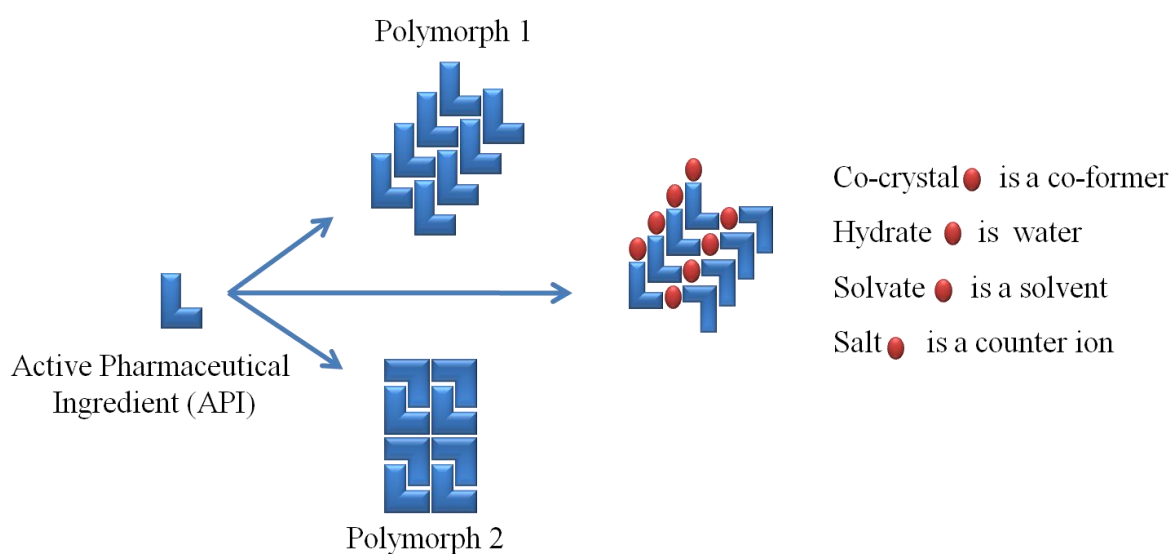 Polymorph 1
Active Pharmaceutical
Ingredient (API)
Polymorph 2
Co-crystal is a co-former
Hydrate is water
Solvate is a solvent
Salt is a counter ion